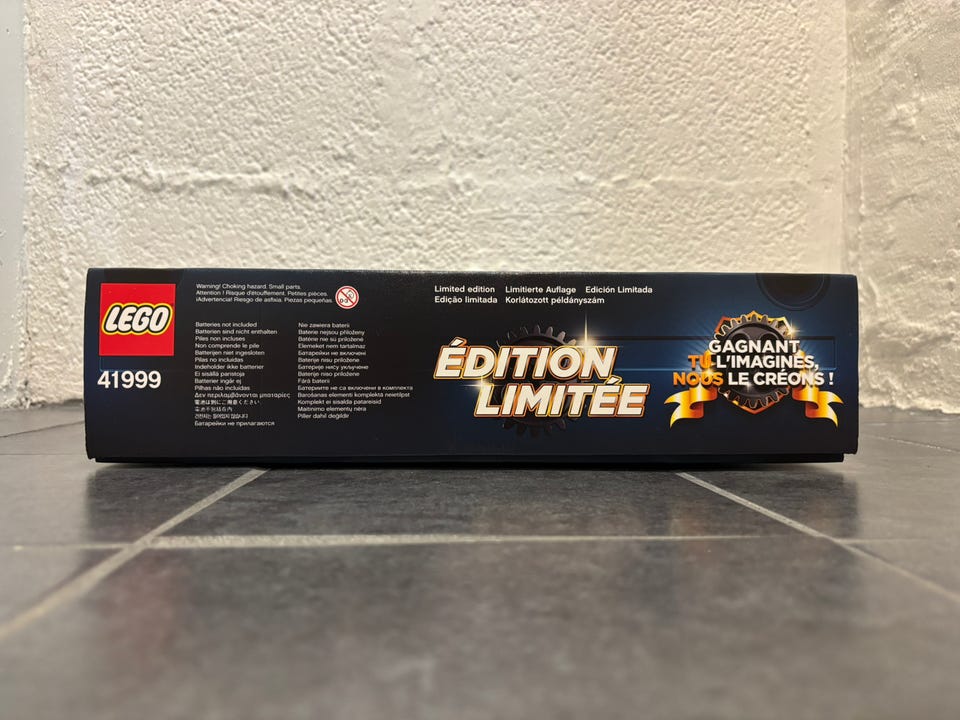 LEGO
41999
Warning! Choking hazard. Small parts.
Attention ! Risque d'étouffement. Petites pièces.
¡Advertencia! Riesgo de asfixia. Piezas pequeñas.
0-3
Batteries not included
Batterien sind nicht enthalten
Piles non incluses
Non comprende le pile
Batterijen niet ingesloten
Pilas no incluidas
Indeholder ikke batterier
Ei sisällä paristoja
Batterier ingår ej
Pilhas não incluídas
Δεν περιλαμβάνονται μπαταρίες
電池は別にご用意ください。
Батарейки не прилагаются
Nie zawiera baterii
Baterie nejsou přiloženy
Batérie nie sú priložené
Elemeket nem tartalmaz
Батарейки не включені
Baterije nisu priložene
Батерије нису укључене
Baterije niso priložene
Fără baterii
Батериите не са включени в комплекта
Barošanas elementi komplektā neietilpst
Komplekt ei sisalda patareisid
Maitinimo elementų nėra
Piller dahil değildir
Limited edition Limitierte Auflage Edición Limitada
Edição limitada Korlátozott példányszám
ÉDITION
LIMITÉE
GAGNANT
TU L'IMAGINES,
NOUS LE CRÉONS !